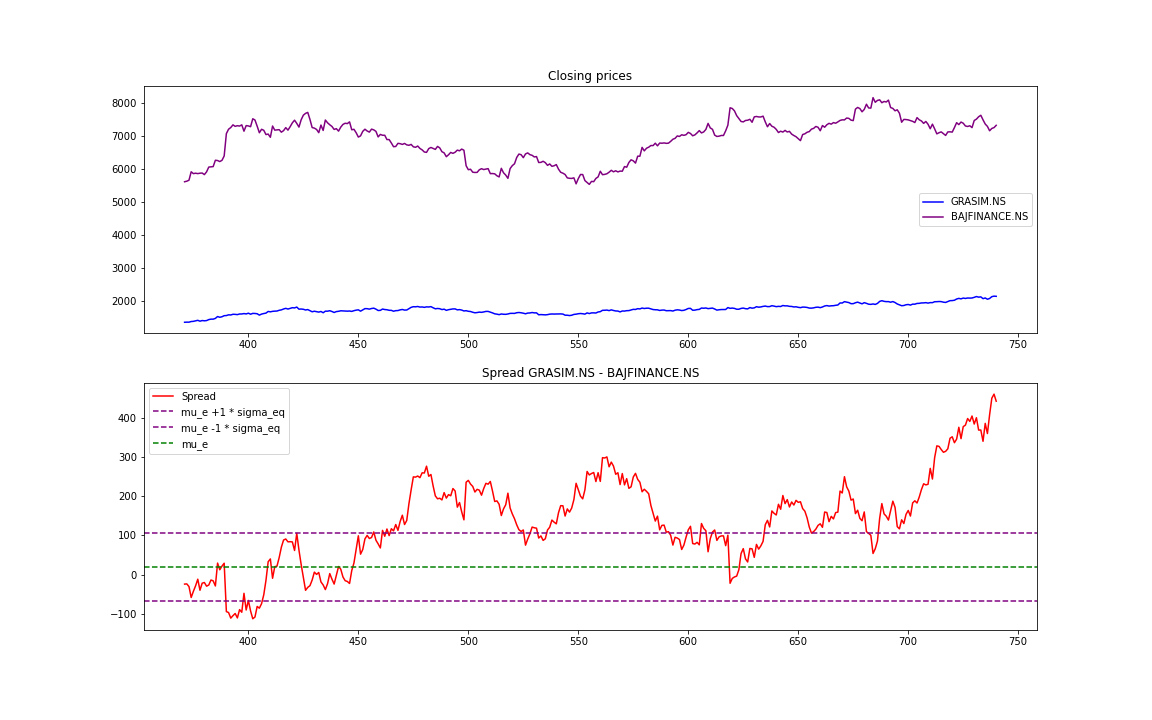 Closing prices
8000
7000
6000
5000
4000
3000
2000
GRASIM.NS
BAJFINANCE.NS
400 450 500 550 600 650 700 750
Spread GRASIM.NS - BAJFINANCE.NS
Spread
mu_e +1 * sigma_eq
mu_e -1 * sigma_eq
mu_e
400
300
200
100
0
−100
400 450 500 550 600 650 700 750